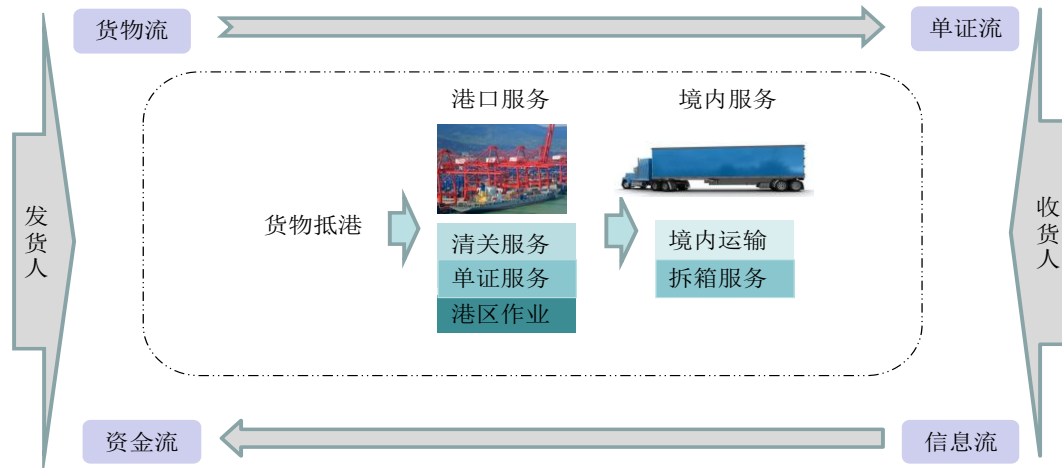 货物流
单证流
港口服务
境内服务
发货人
货物抵港
清关服务
单证服务
港区作业
境内运输
拆箱服务
收货人
资金流
信息流